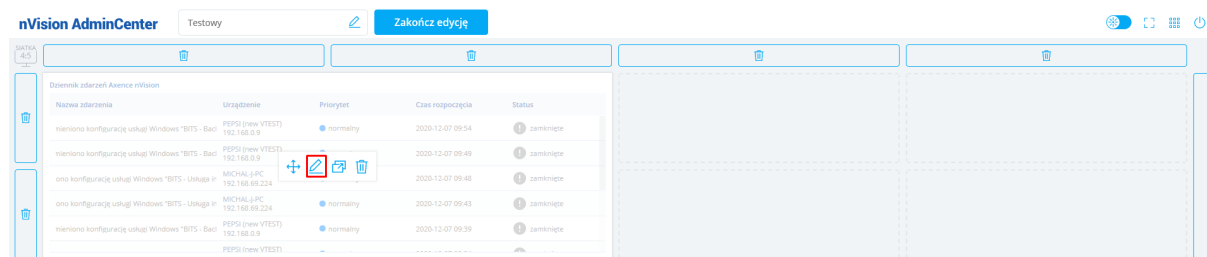 nVision AdminCenter Testowy Zakończ edycję
SIATKA
4:5
Dziennik zdarzeń Axence nVision
Nazwa zdarzenia Urządzenie Priorytet Czas rozpoczęcia Status
nieniono konfigurację usługi Windows "BITS - Bacl PEPSI (new VTEST) 192.168.0.9 normalny 2020-12-07 09:54 zamknięte
nieniono konfigurację usługi Windows "BITS - Bacl PEPSI (new VTEST) 192.168.0.9 2020-12-07 09:49 zamknięte
ono konfigurację usługi Windows "BITS - Usługa ir MICHAL-J-PC 192.168.69.224 2020-12-07 09:48 zamknięte
ono konfigurację usługi Windows "BITS - Usługa ir MICHAL-J-PC 192.168.69.224 normalny 2020-12-07 09:43 zamknięte
nieniono konfigurację usługi Windows "BITS - Bacl PEPSI (new VTEST) 192.168.0.9 normalny 2020-12-07 09:39 zamknięte
PEPSI (new VTEST)